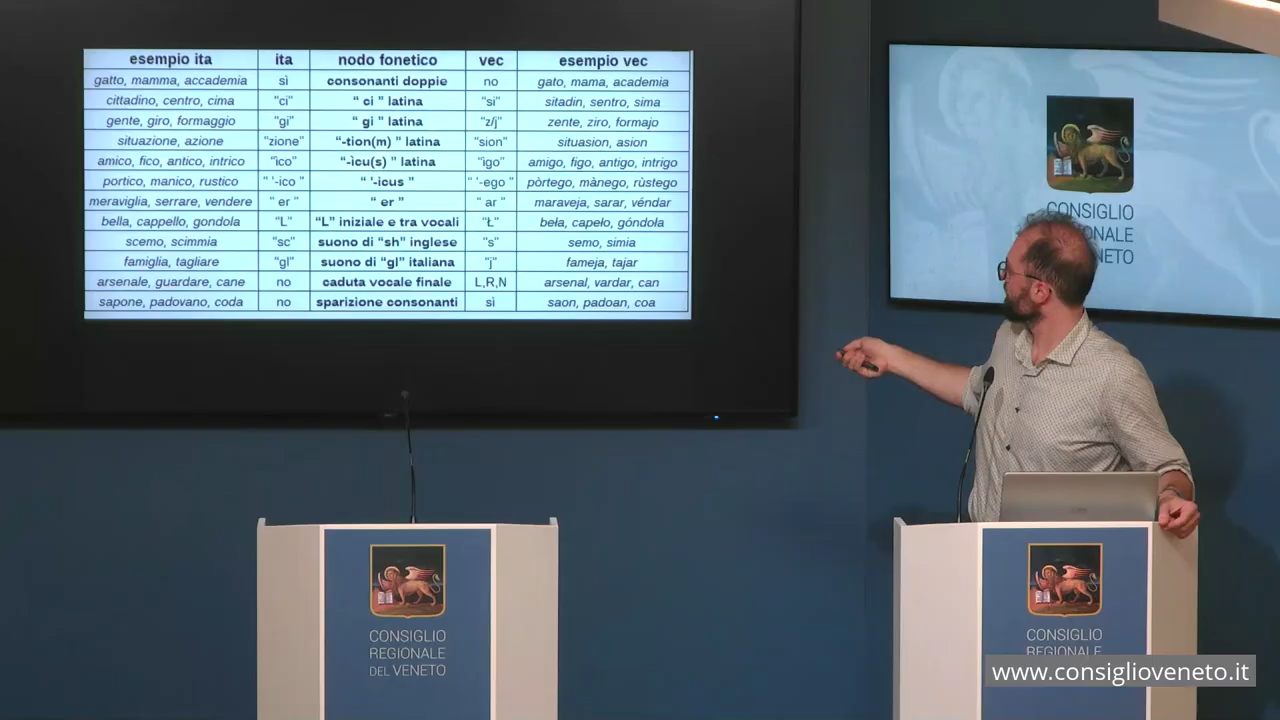 esempio ita ita nodo fonetico vec esempio vec
gatto, mamma, accademia sì consonanti doppie no gato, mama, academia
cittadino, centro, cima "ci" " ci " latina "si" sitadin, sentro, sima
gente, giro, formaggio "gi" " gi " latina "z/j" zente, ziro, formajo
situazione, azione "zione" "-tion(m) " latina "sion" situasion, asion
amico, fico, antico, intrico "ìco" "-ìcu(s) " latina "igo" amigo, figo, antigo, intrigo
portico, manico, rustico " '-ico " " '-icus " " '-ego " pòrtego, mànego, rùstego
meraviglia, serrare, vendere " er " " er " " ar " maraveja, sarar, véndar
bella, cappello, gondola "L" "L" iniziale e tra vocali "Ł" beła, capeło, góndoła
scemo, scimmia "sc" suono di "sh" inglese "s" semo, simia
famiglia, tagliare "gl" suono di "gl" italiana "j" fameja, tajar
arsenale, guardare, cane no caduta vocale finale L,R,N arsenal, vardar, can
sapone, padovano, coda no sparizione consonanti sì saon, padoan, coa
CONSIGLIO
NETO
CONSIGLIO
REGIONALE
DEL VENETO
CONSIGLIO
REGIONALE
www.consiglioveneto.it